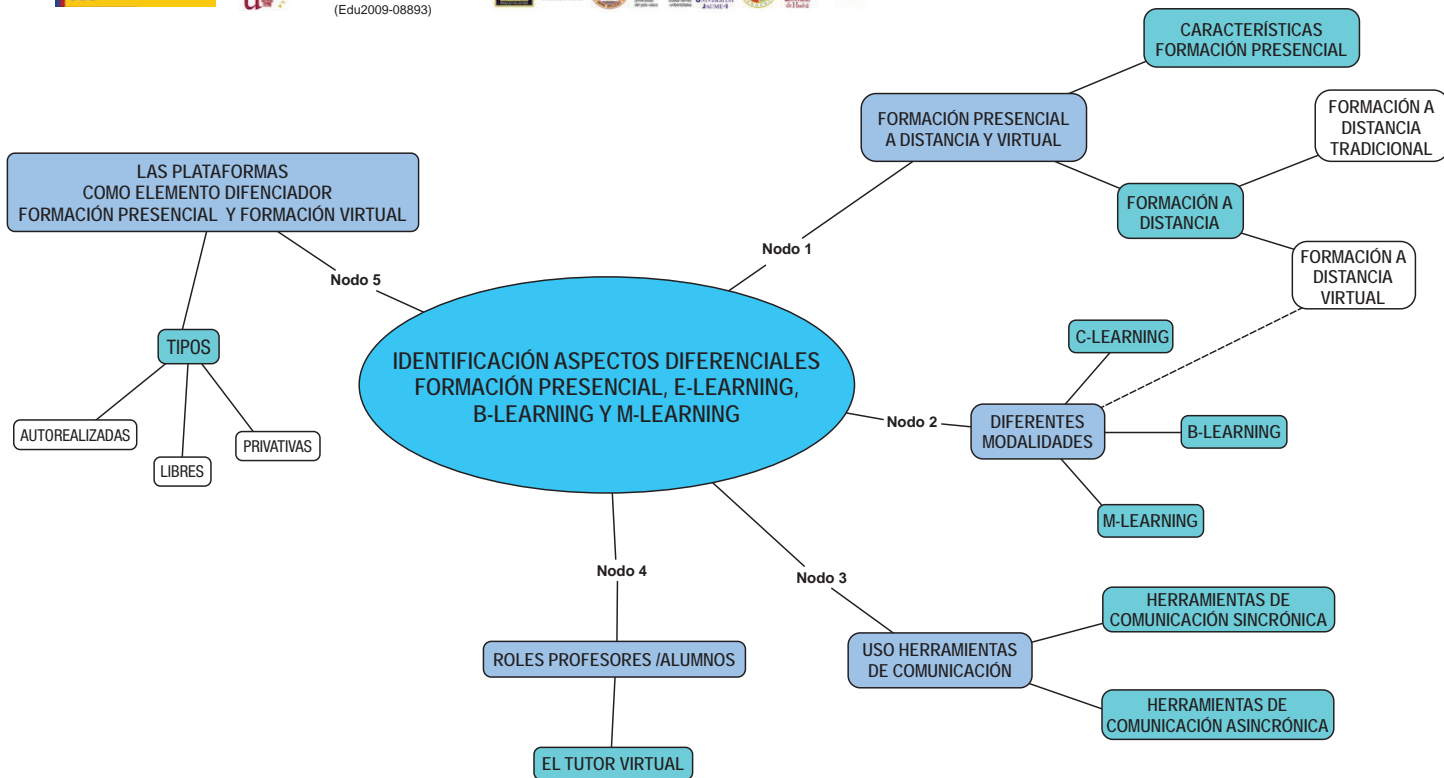 (Edu2009-08893)
JAUME·I
CARACTERÍSTICAS
FORMACIÓN PRESENCIAL
FORMACIÓN PRESENCIAL
A DISTANCIA Y VIRTUAL
FORMACIÓN A
DISTANCIA
TRADICIONAL
LAS PLATAFORMAS
COMO ELEMENTO DIFENCIADOR
FORMACIÓN PRESENCIAL Y FORMACIÓN VIRTUAL
FORMACIÓN A
DISTANCIA
Nodo 1
FORMACIÓN A
DISTANCIA
VIRTUAL
Nodo 5
TIPOS
C-LEARNING
IDENTIFICACIÓN ASPECTOS DIFERENCIALES
FORMACIÓN PRESENCIAL, E-LEARNING,
B-LEARNING Y M-LEARNING
Nodo 2
DIFERENTES
MODALIDADES
B-LEARNING
AUTOREALIZADAS
PRIVATIVAS
LIBRES
M-LEARNING
Nodo 4
Nodo 3
HERRAMIENTAS DE
COMUNICACIÓN SINCRÓNICA
ROLES PROFESORES /ALUMNOS
USO HERRAMIENTAS
DE COMUNICACIÓN
HERRAMIENTAS DE
COMUNICACIÓN ASINCRÓNICA
EL TUTOR VIRTUAL